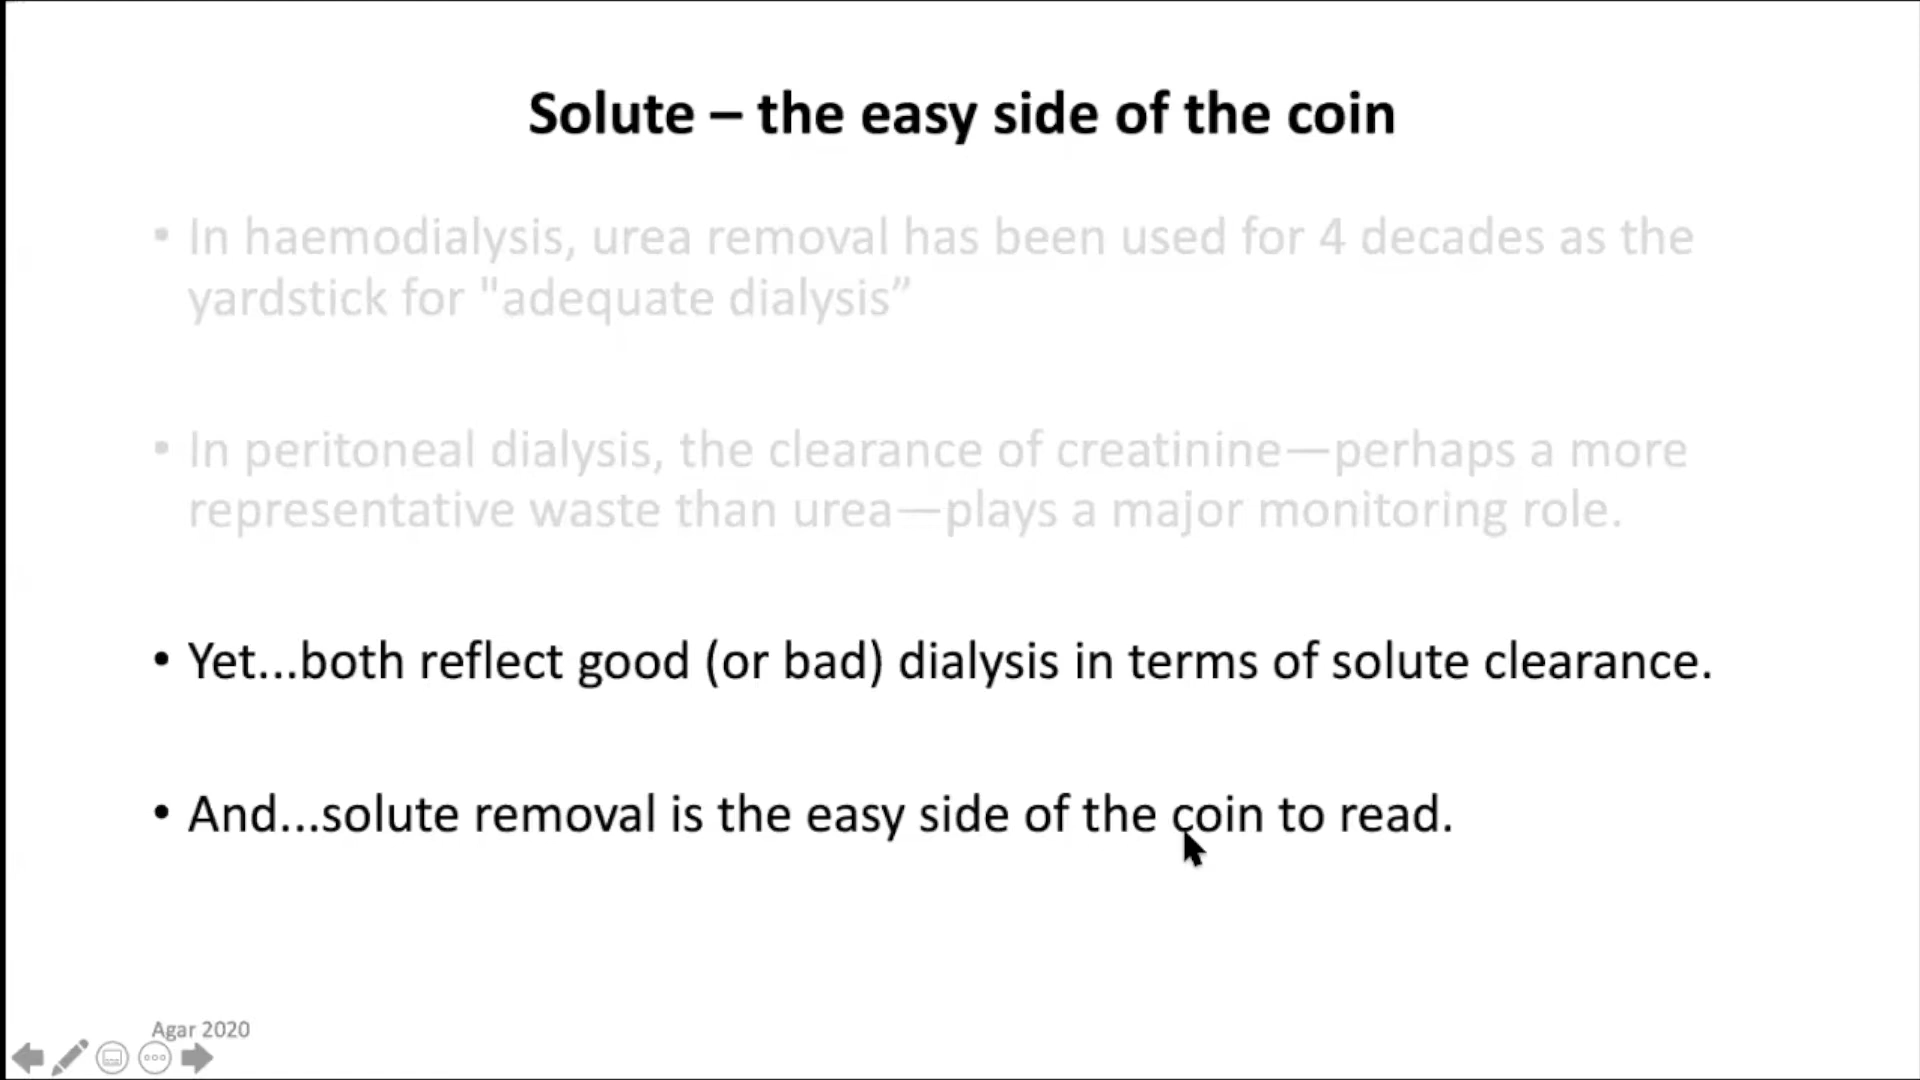 Solute – the easy side of the coin
• In haemodialysis, urea removal has been used for 4 decades as the
yardstick for "adequate dialysis”
• In peritoneal dialysis, the clearance of creatinine—perhaps a more
representative waste than urea—plays a major monitoring role.
• Yet...both reflect good (or bad) dialysis in terms of solute clearance.
• And...solute removal is the easy side of the coin to read.
Agar 2020